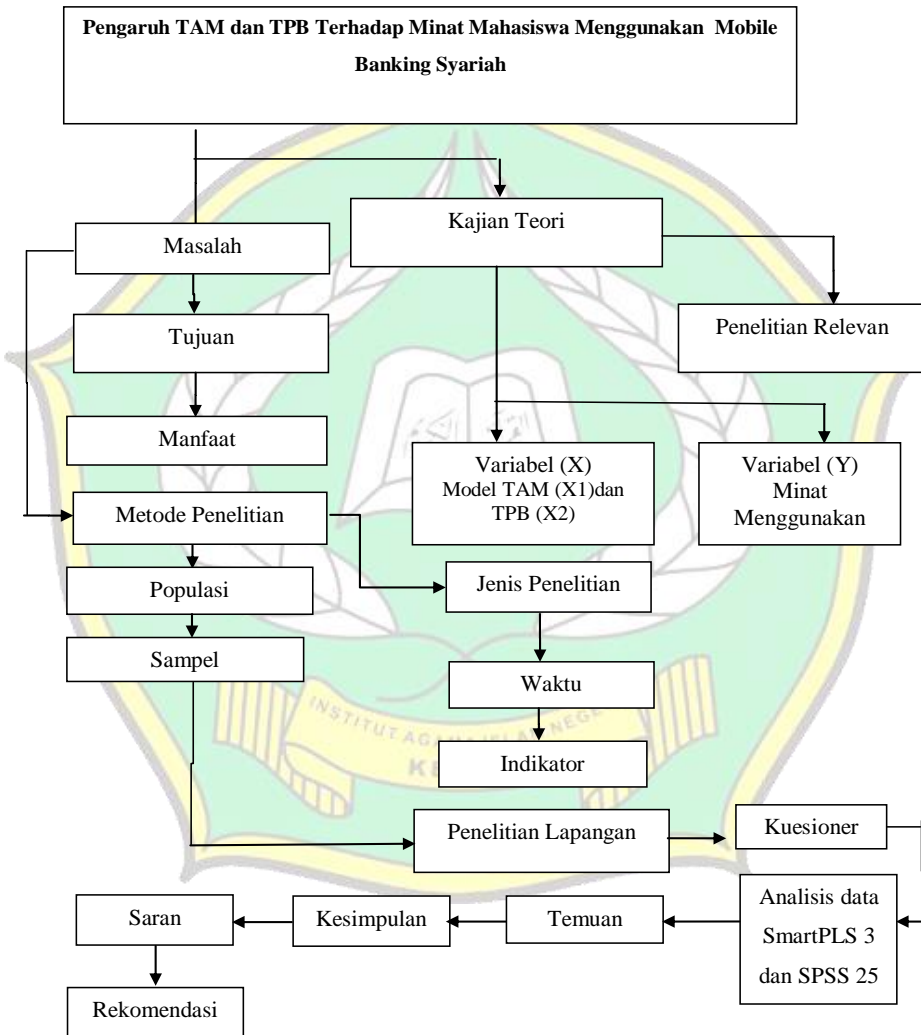 Pengaruh TAM dan TPB Terhadap Minat Mahasiswa Menggunakan Mobile
Banking Syariah
Kajian Teori
Masalah
Penelitian Relevan
Tujuan
Manfaat
Variabel (X)
Model TAM (X1)dan
TPB (X2)
Variabel (Y)
Minat
Menggunakan
Metode Penelitian
Jenis Penelitian
Populasi
Sampel
Waktu
INSTITUT AGAMA ISLAM NEGE
Indikator
Penelitian Lapangan
Kuesioner
Analisis data
SmartPLS 3
dan SPSS 25
Temuan
Kesimpulan
Saran
Rekomendasi